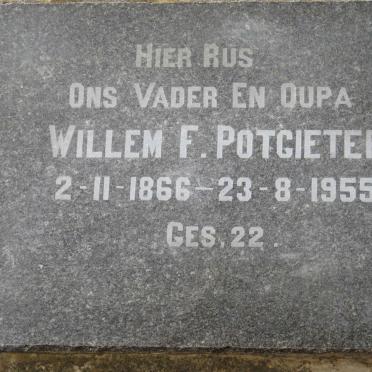 HIER RUS
ONS VADER EN OUPA
WILLEM F. POTGIETER
2-11-1866-23-8-1955
GES, 22.